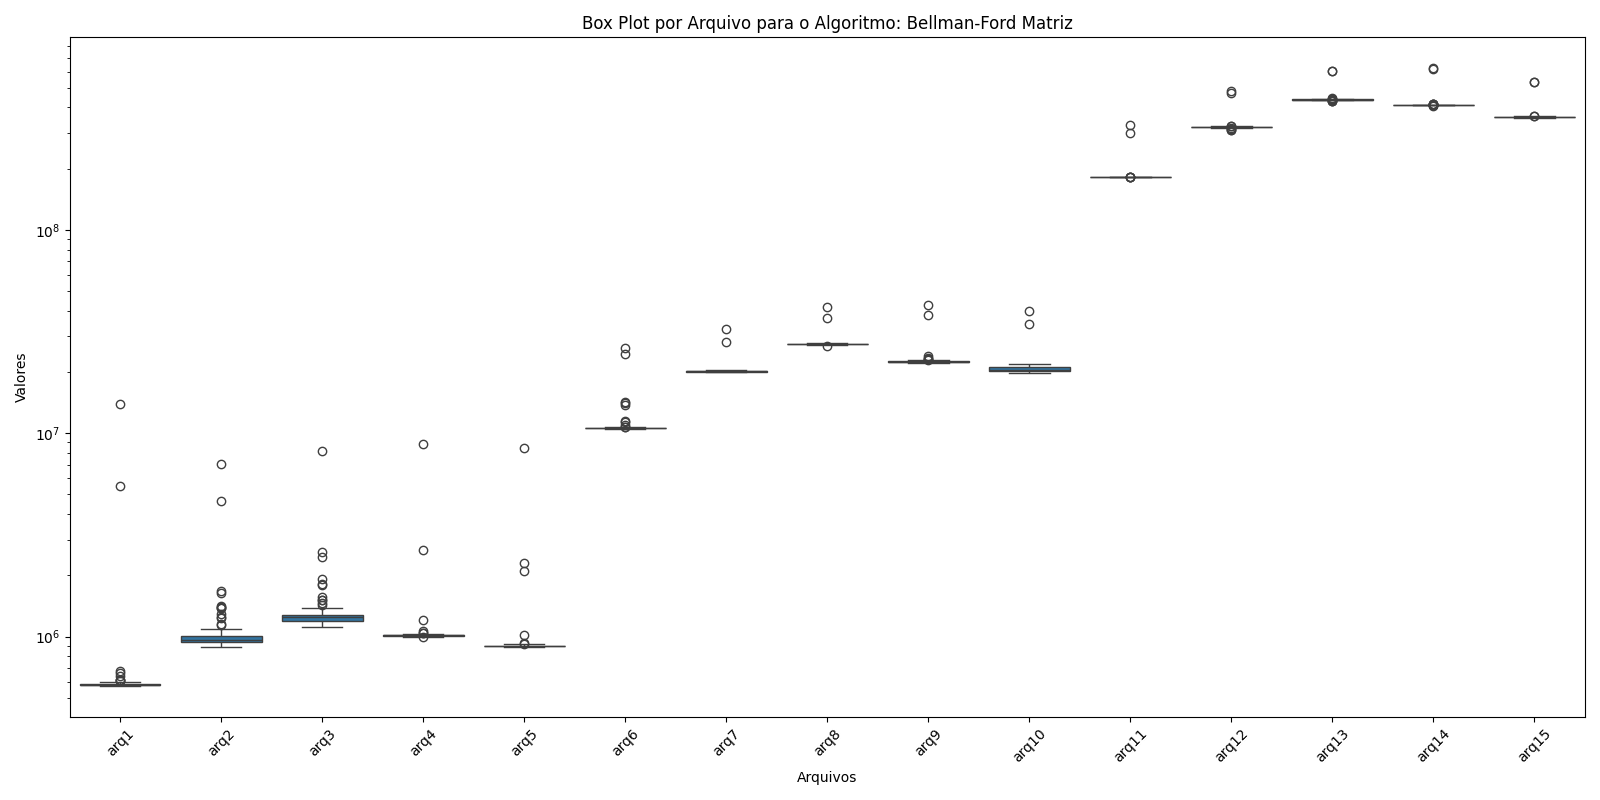 Box Plot por Arquivo para o Algoritmo: Bellman-Ford Matriz
Valores
10⁸
10⁷
10⁶
arq1 arq2 arq3 arq4 arq5 arq6 arq7 arq8 arq9 arq10 arq11 arq12 arq13 arq14 arq15
Arquivos